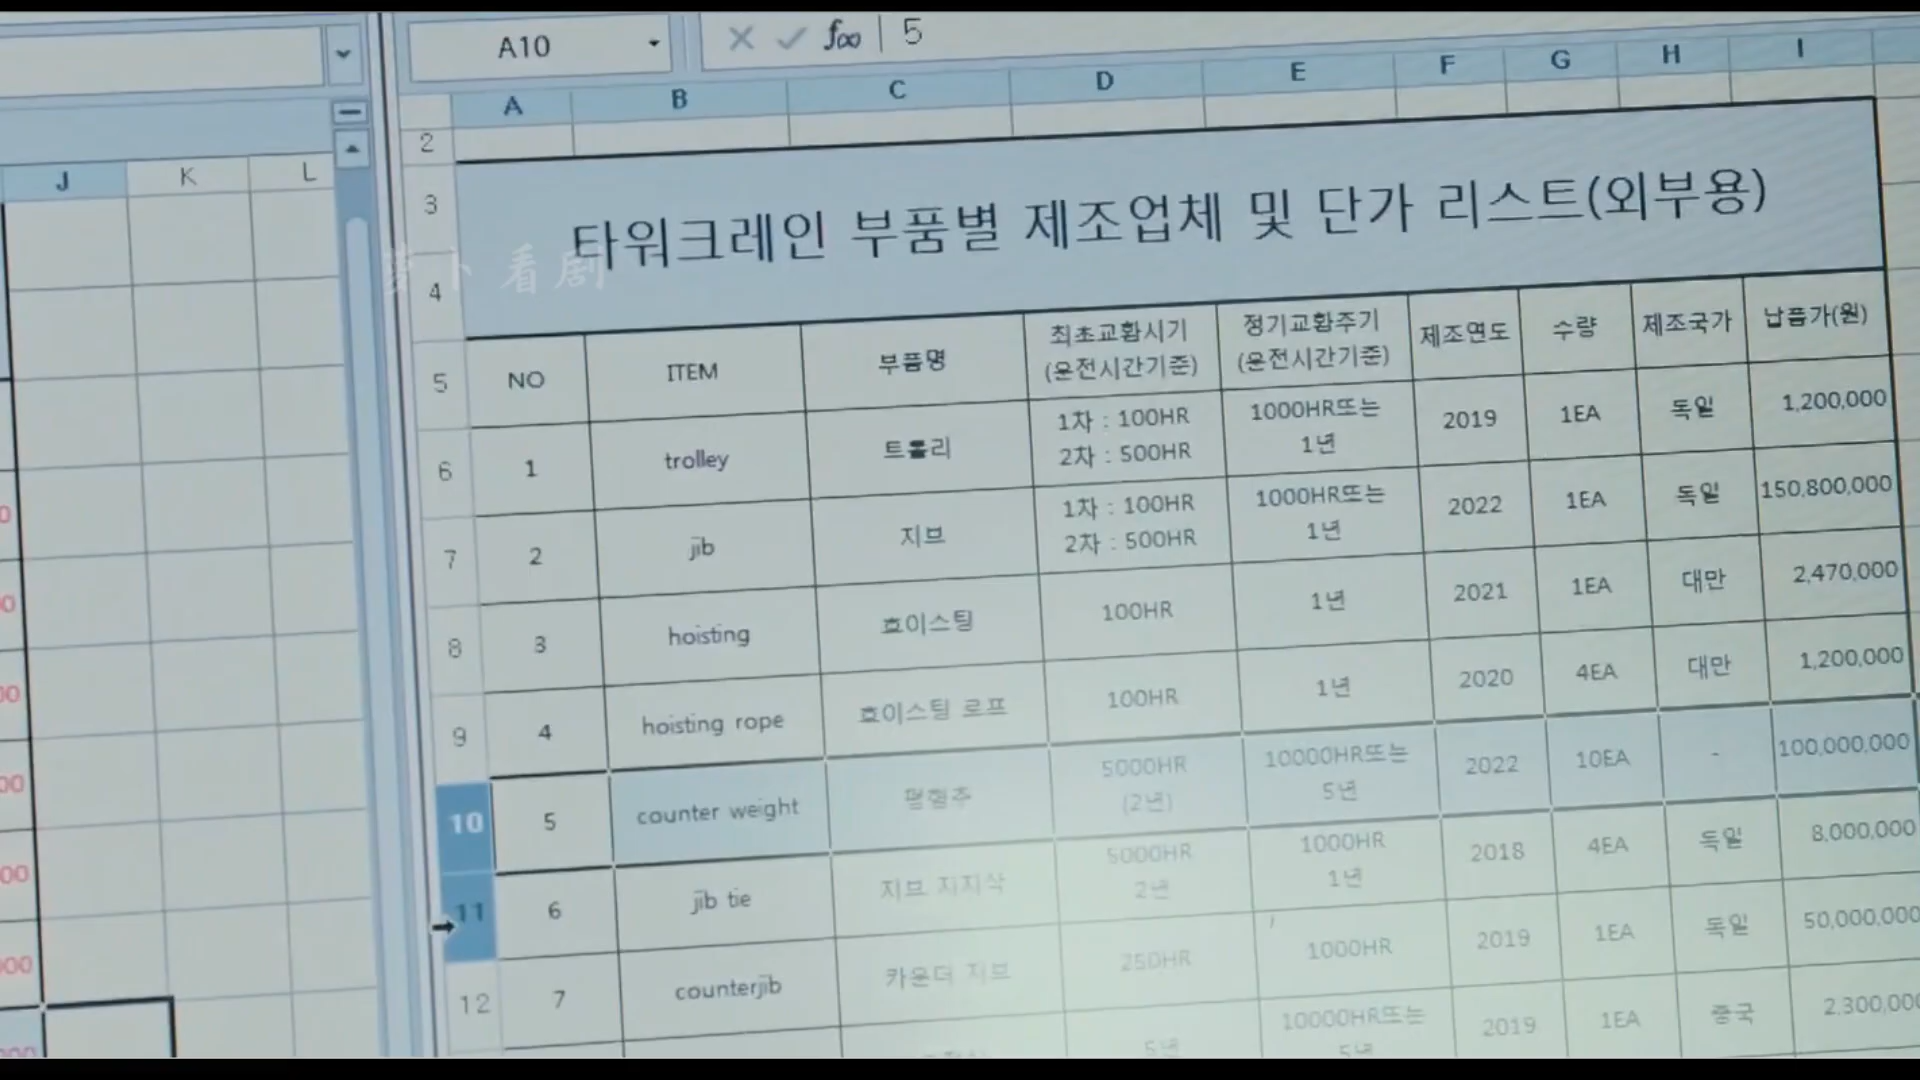 A10
fx
5
J K L
A B C D E F G H I
2
3
타워크레인 부품별 제조업체 및 단가 리스트(외부용)
萝卜看剧
4
5 NO ITEM 부품명 최초교환시기 (운전시간기준) 정기교환주기 (운전시간기준) 제조연도 수량 제조국가 납품가(원)
6 1 trolley 트롤리 1차 : 100HR 2차 : 500HR 1000HR또는 1년 2019 1EA 독일 1,200,000
7 2 jib 지브 1차 : 100HR 2차 : 500HR 1000HR또는 1년 2022 1EA 독일 150,800,000
8 3 hoisting 호이스팅 100HR 1년 2021 1EA 대만 2,470,000
9 4 hoisting rope 호이스팅 로프 100HR 1년 2020 4EA 대만 1,200,000
10 5 counter weight 평형추 5000HR (2년) 10000HR또는 5년 2022 10EA - 100,000,000
11 6 jib tie 지브 지지삭 5000HR 2년 1000HR 1년 2018 4EA 독일 8,000,000
12 7 counterjib 카운터 지브 250HR 1000HR 2019 1EA 독일 50,000,000
10000HR또는 2019 1EA 중국 2,300,000
5년 5년